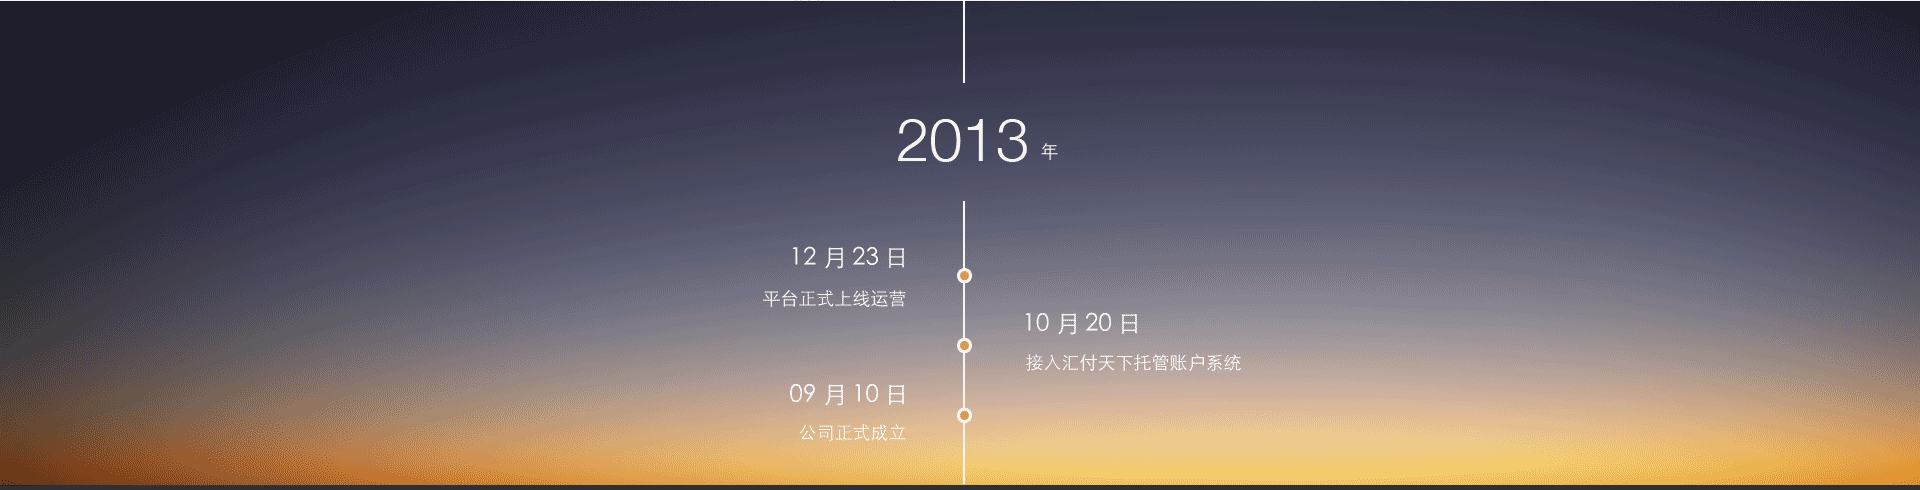 2013 年
12 月 23 日
平台正式上线运营
10 月 20 日
接入汇付天下托管账户系统
09 月 10 日
公司正式成立